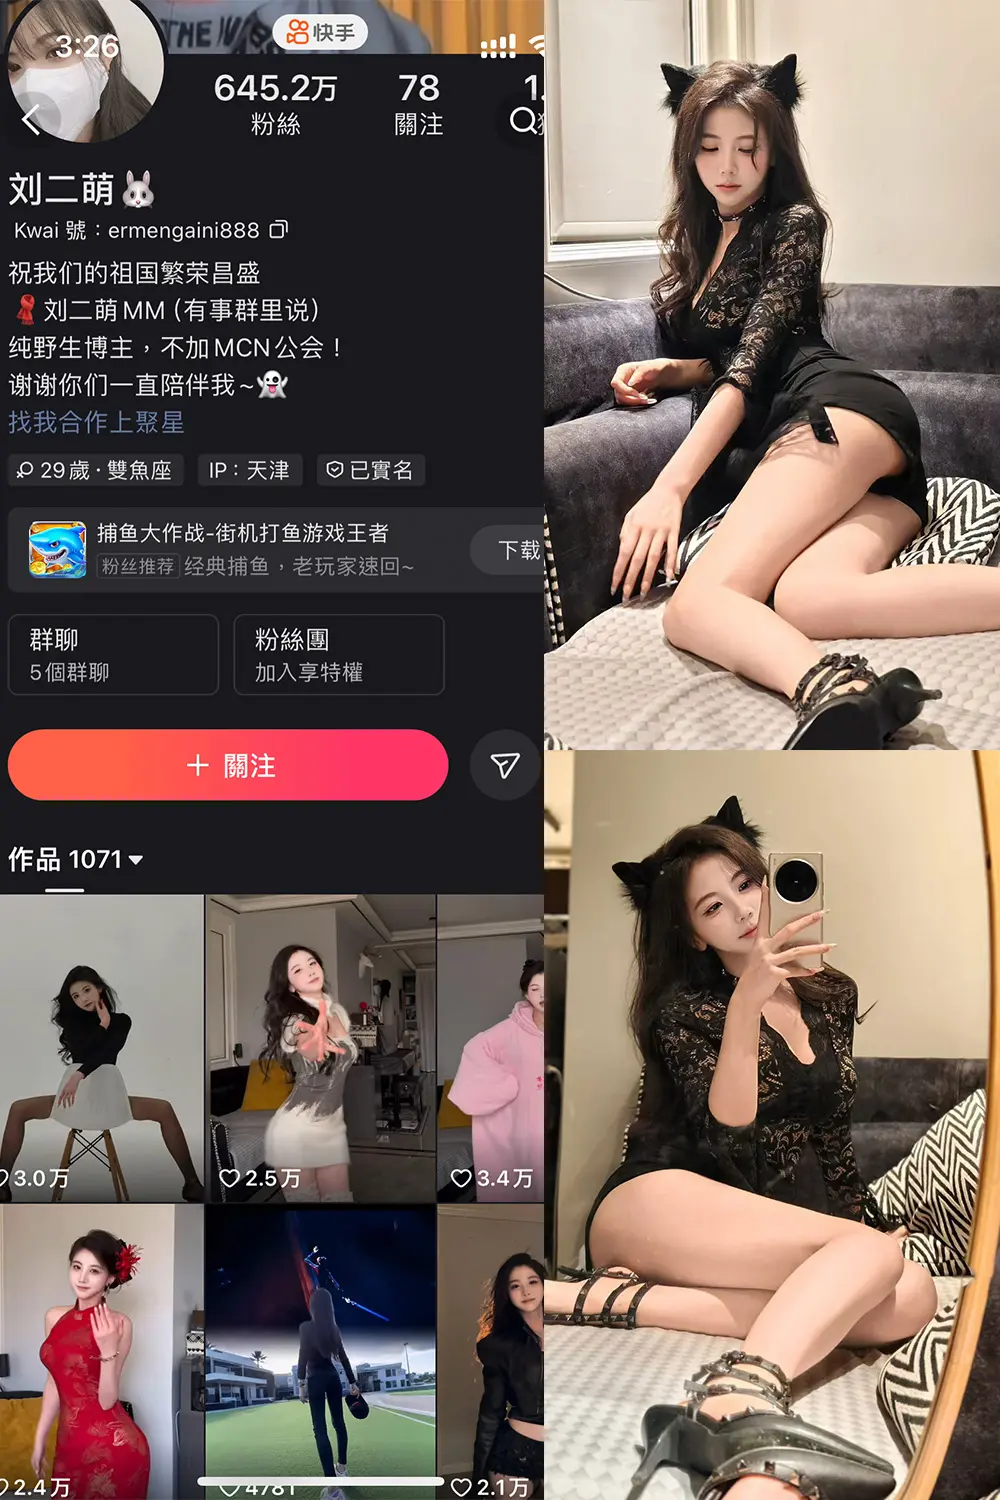 THE
3:26
快手
645.2万
78
1.
粉絲
關注
刘二萌
Kwai 號：ermengaini888
祝我们的祖国繁荣昌盛
刘二萌MM（有事群里说）
纯野生博主，不加MCN公会！
谢谢你们一直陪伴我~
找我合作上聚星
29歲·雙魚座
IP：天津
已實名
捕鱼大作战-街机打鱼游戏王者
粉丝推荐
经典捕鱼，老玩家速回~
下载
群聊
5個群聊
粉絲團
加入享特權
＋ 關注
作品 1071
3.0万
2.5万
3.4万
2.4万
4781
2.1万